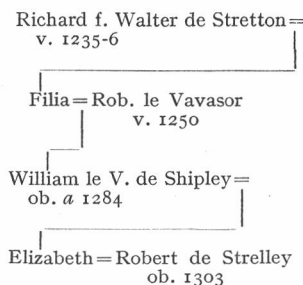 Richard f. Walter de Stretton=
v. 1235-6
Filia=Rob. le Vavasor
v. 1250
William le V. de Shipley=
ob. a 1284
Elizabeth=Robert de Strelley
ob. 1303